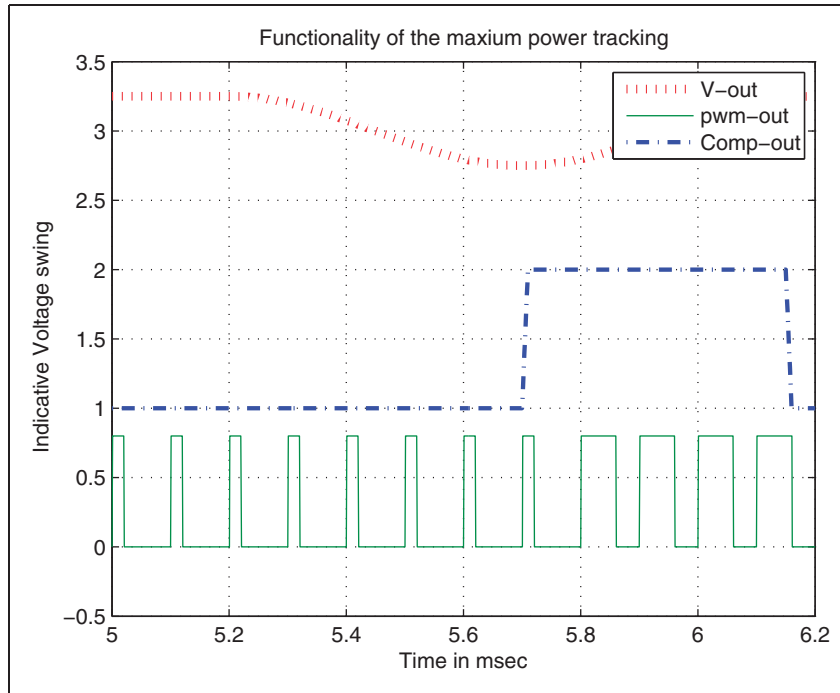 Functionality of the maxium power tracking
3.5
3
2.5
2
1.5
1
0.5
0
−0.5
Indicative Voltage swing
V−out
pwm−out
Comp−out
5
5.2
5.4
5.6
5.8
6
6.2
Time in msec